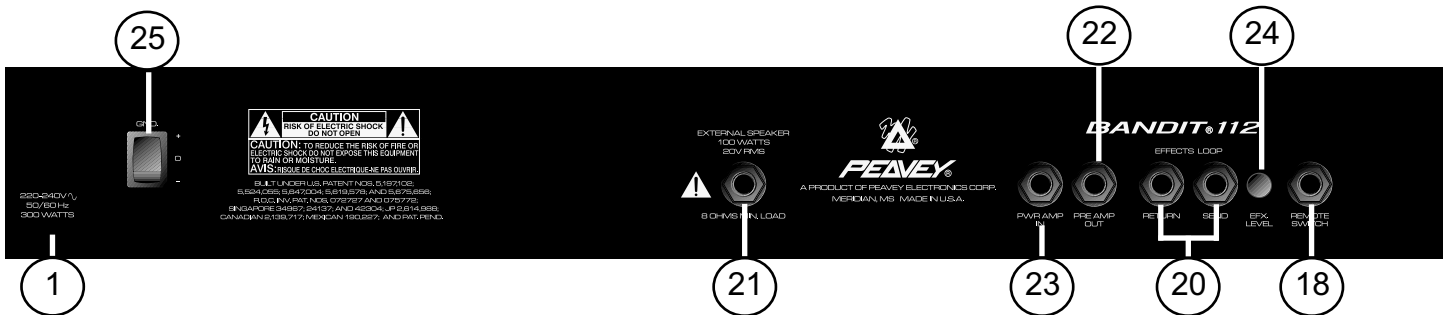 25
22
24
GND.
+
-
220-240V
50/60 Hz
300 WATTS
CAUTION
RISK OF ELECTRIC SHOCK
DO NOT OPEN
CAUTION: TO REDUCE THE RISK OF FIRE OR
ELECTRIC SHOCK DO NOT EXPOSE THIS EQUIPMENT
TO RAIN OR MOISTURE.
AVIS: RISQUE DE CHOC ELECTRIQUE-NE PAS OUVRIR.
BUILT UNDER U.S. PATENT NOS. 5,197,102;
5,524,055; 5,647,004; 5,619,578; AND 5,675,656;
R.O.C. INV. PAT. NOS. 072727 AND 075772;
SINGAPORE 34967; 24137; AND 42304; JP 2,614,988;
CANADIAN 2,139,717; MEXICAN 190,227; AND PAT. PEND.
EXTERNAL SPEAKER
100 WATTS
20V RMS
8 OHMS MIN. LOAD
PEAVEY®
A PRODUCT OF PEAVEY ELECTRONICS CORP.
MERIDIAN, MS MADE IN U.S.A.
BANDIT® 112
EFFECTS LOOP
PWR AMP
IN
PRE AMP
OUT
RETURN
SEND
EFX.
LEVEL
REMOTE
SWITCH
1
21
23
20
18